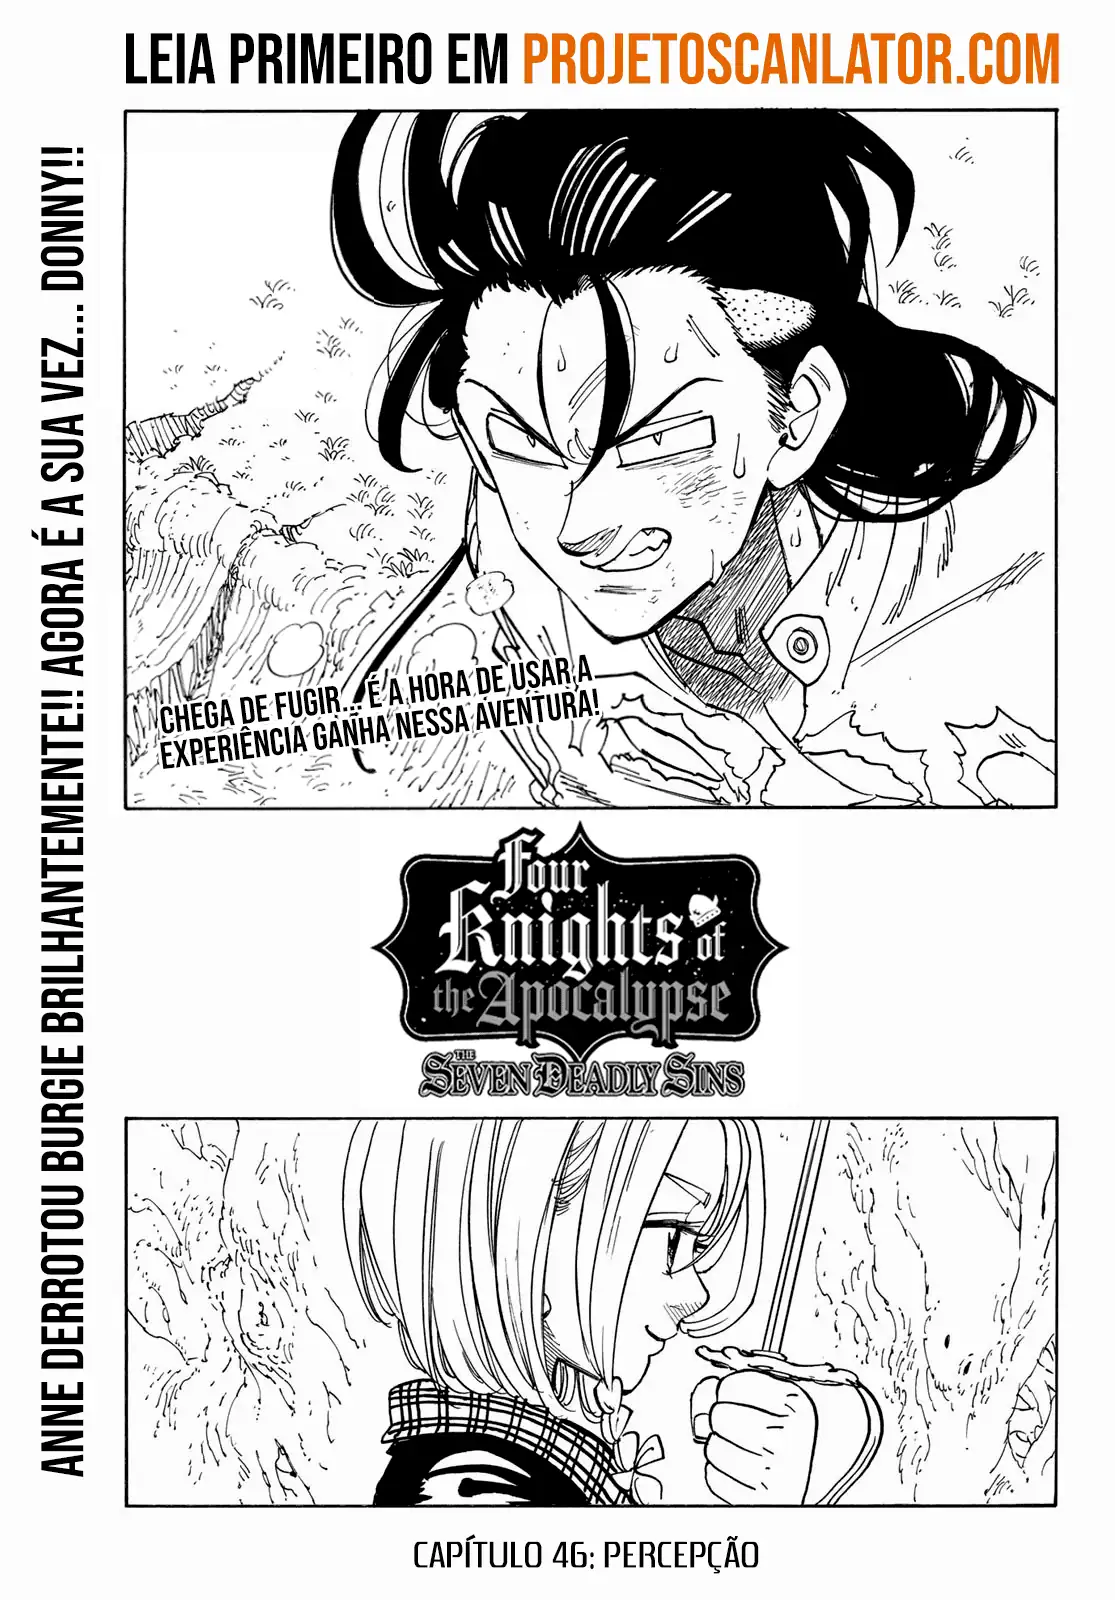 LEIA PRIMEIRO EM PROJETOSCANLATOR.COM
ANNE DERROTOU BURGIE BRILHANTEMENTE!! AGORA É A SUA VEZ... DONNY!!
CHEGA DE FUGIR... É A HORA DE USAR A
EXPERIÊNCIA GANHA NESSA AVENTURA!
Four
Knights of
the Apocalypse
THE SEVEN DEADLY SINS
CAPÍTULO 46: PERCEPÇÃO